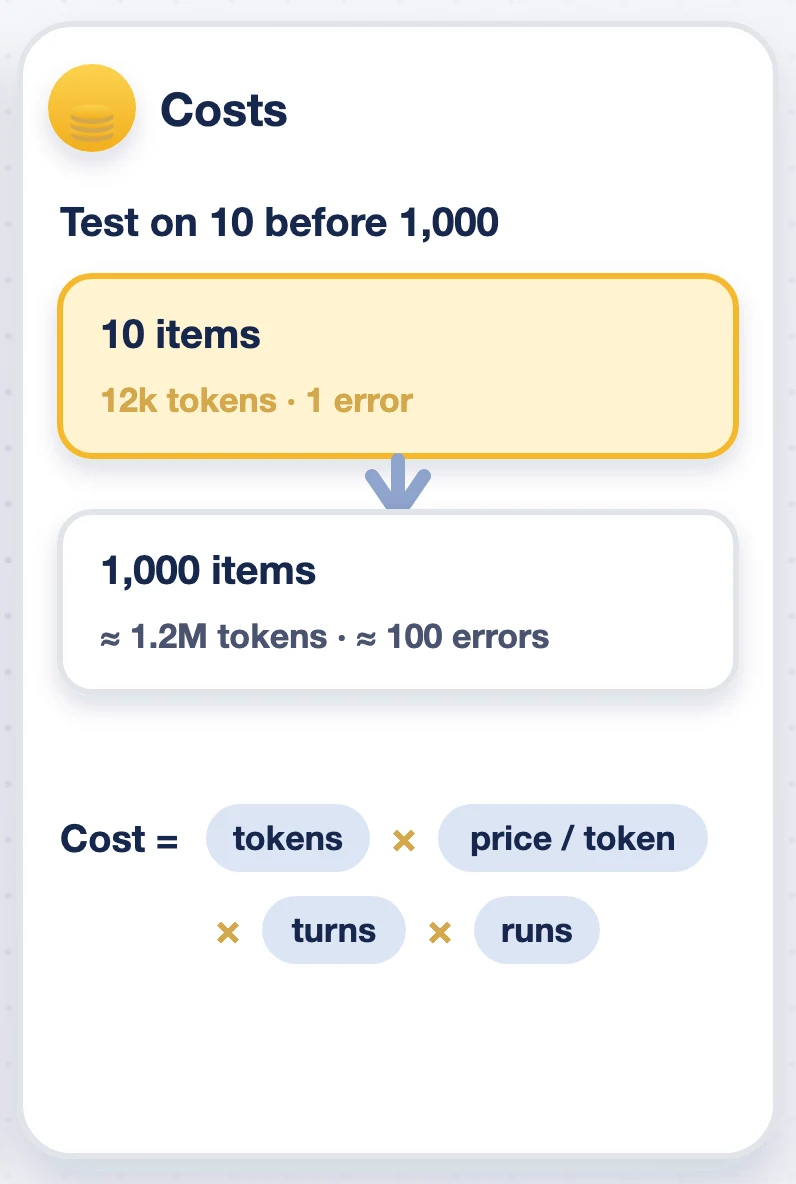 Costs
Test on 10 before 1,000
10 items
12k tokens · 1 error
1,000 items
≈ 1.2M tokens · ≈ 100 errors
Cost = tokens × price / token
× turns × runs